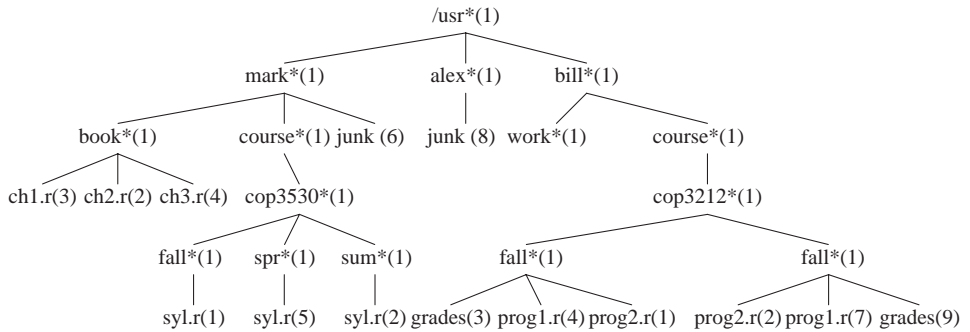 /usr*(1)
mark*(1) alex*(1) bill*(1)
book*(1) course*(1) junk (6) junk (8) work*(1) course*(1)
ch1.r(3) ch2.r(2) ch3.r(4) cop3530*(1) cop3212*(1)
fall*(1) spr*(1) sum*(1) fall*(1) fall*(1)
syl.r(1) syl.r(5) syl.r(2) grades(3) prog1.r(4) prog2.r(1) prog2.r(2) prog1.r(7) grades(9)